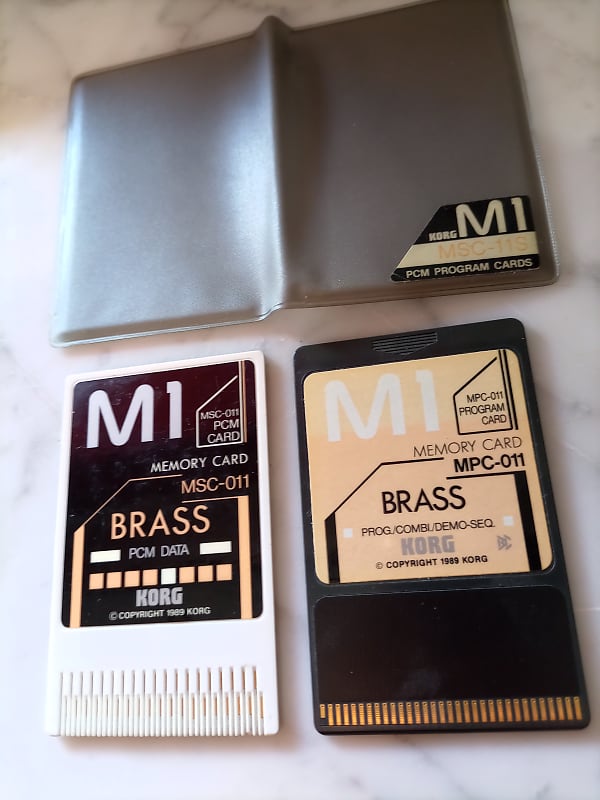 KORG M1
MSC-11S
PCM PROGRAM CARDS
M1
MSC-011
PCM
CARD
MEMORY CARD
MSC-011
BRASS
PCM DATA
KORG
© COPYRIGHT 1989 KORG
M1
MPC-011
PROGRAM
CARD
MEMORY CARD
MPC-011
BRASS
PROG./COMBI./DEMO-SEQ.
KORG
© COPYRIGHT 1989 KORG